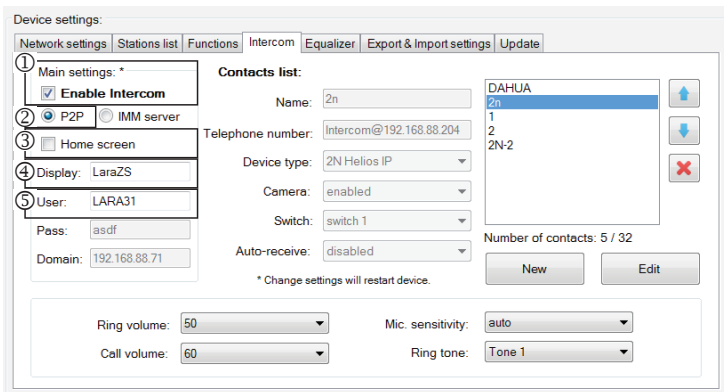 Device settings:
Network settings Stations list Functions Intercom Equalizer Export & Import settings Update
① Main settings: * Contacts list:
Enable Intercom Name: 2n
② P2P IMM server Telephone number: Intercom@192.168.88.204
③ Home screen Device type: 2N Helios IP
④ Display: LaraZS Camera: enabled
⑤ User: LARA31 Switch: switch 1
Pass: asdf Auto-receive: disabled
Domain: 192.168.88.71 * Change settings will restart device.
DAHUA
2n
1
2
2N-2
Number of contacts: 5 / 32
New Edit
Ring volume: 50 Mic. sensitivity: auto
Call volume: 60 Ring tone: Tone 1